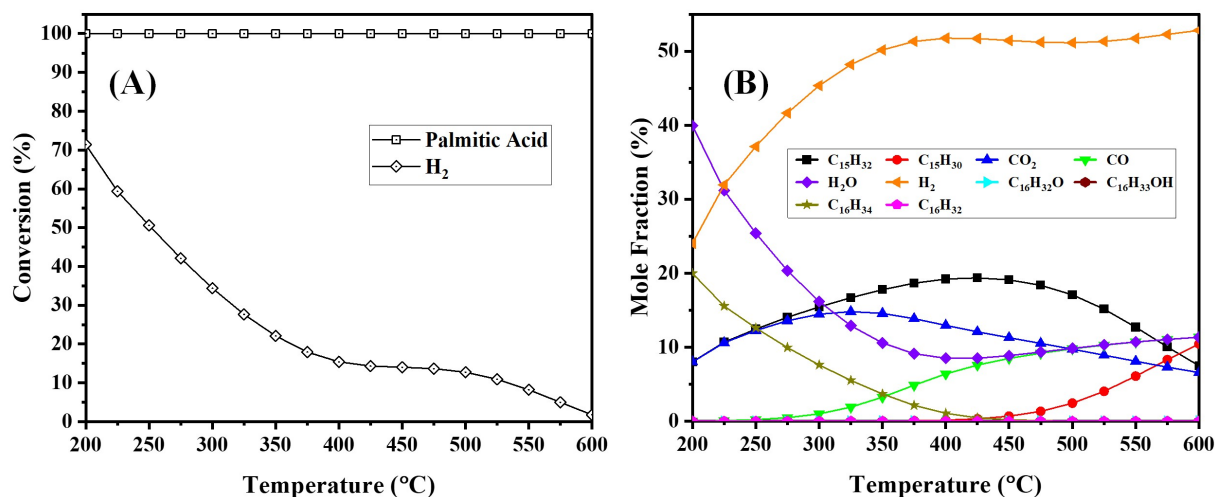 (A)
Conversion (%)
100
90
80
70
60
50
40
30
20
10
0
Palmitic Acid
H₂
200 250 300 350 400 450 500 550 600
Temperature (°C)
(B)
Mole Fraction (%)
50
40
30
20
10
0
C₁₅H₃₂ C₁₅H₃₀ CO₂ CO
H₂O H₂ C₁₆H₃₂O C₁₆H₃₃OH
C₁₆H₃₄ C₁₆H₃₂
200 250 300 350 400 450 500 550 600
Temperature (°C)